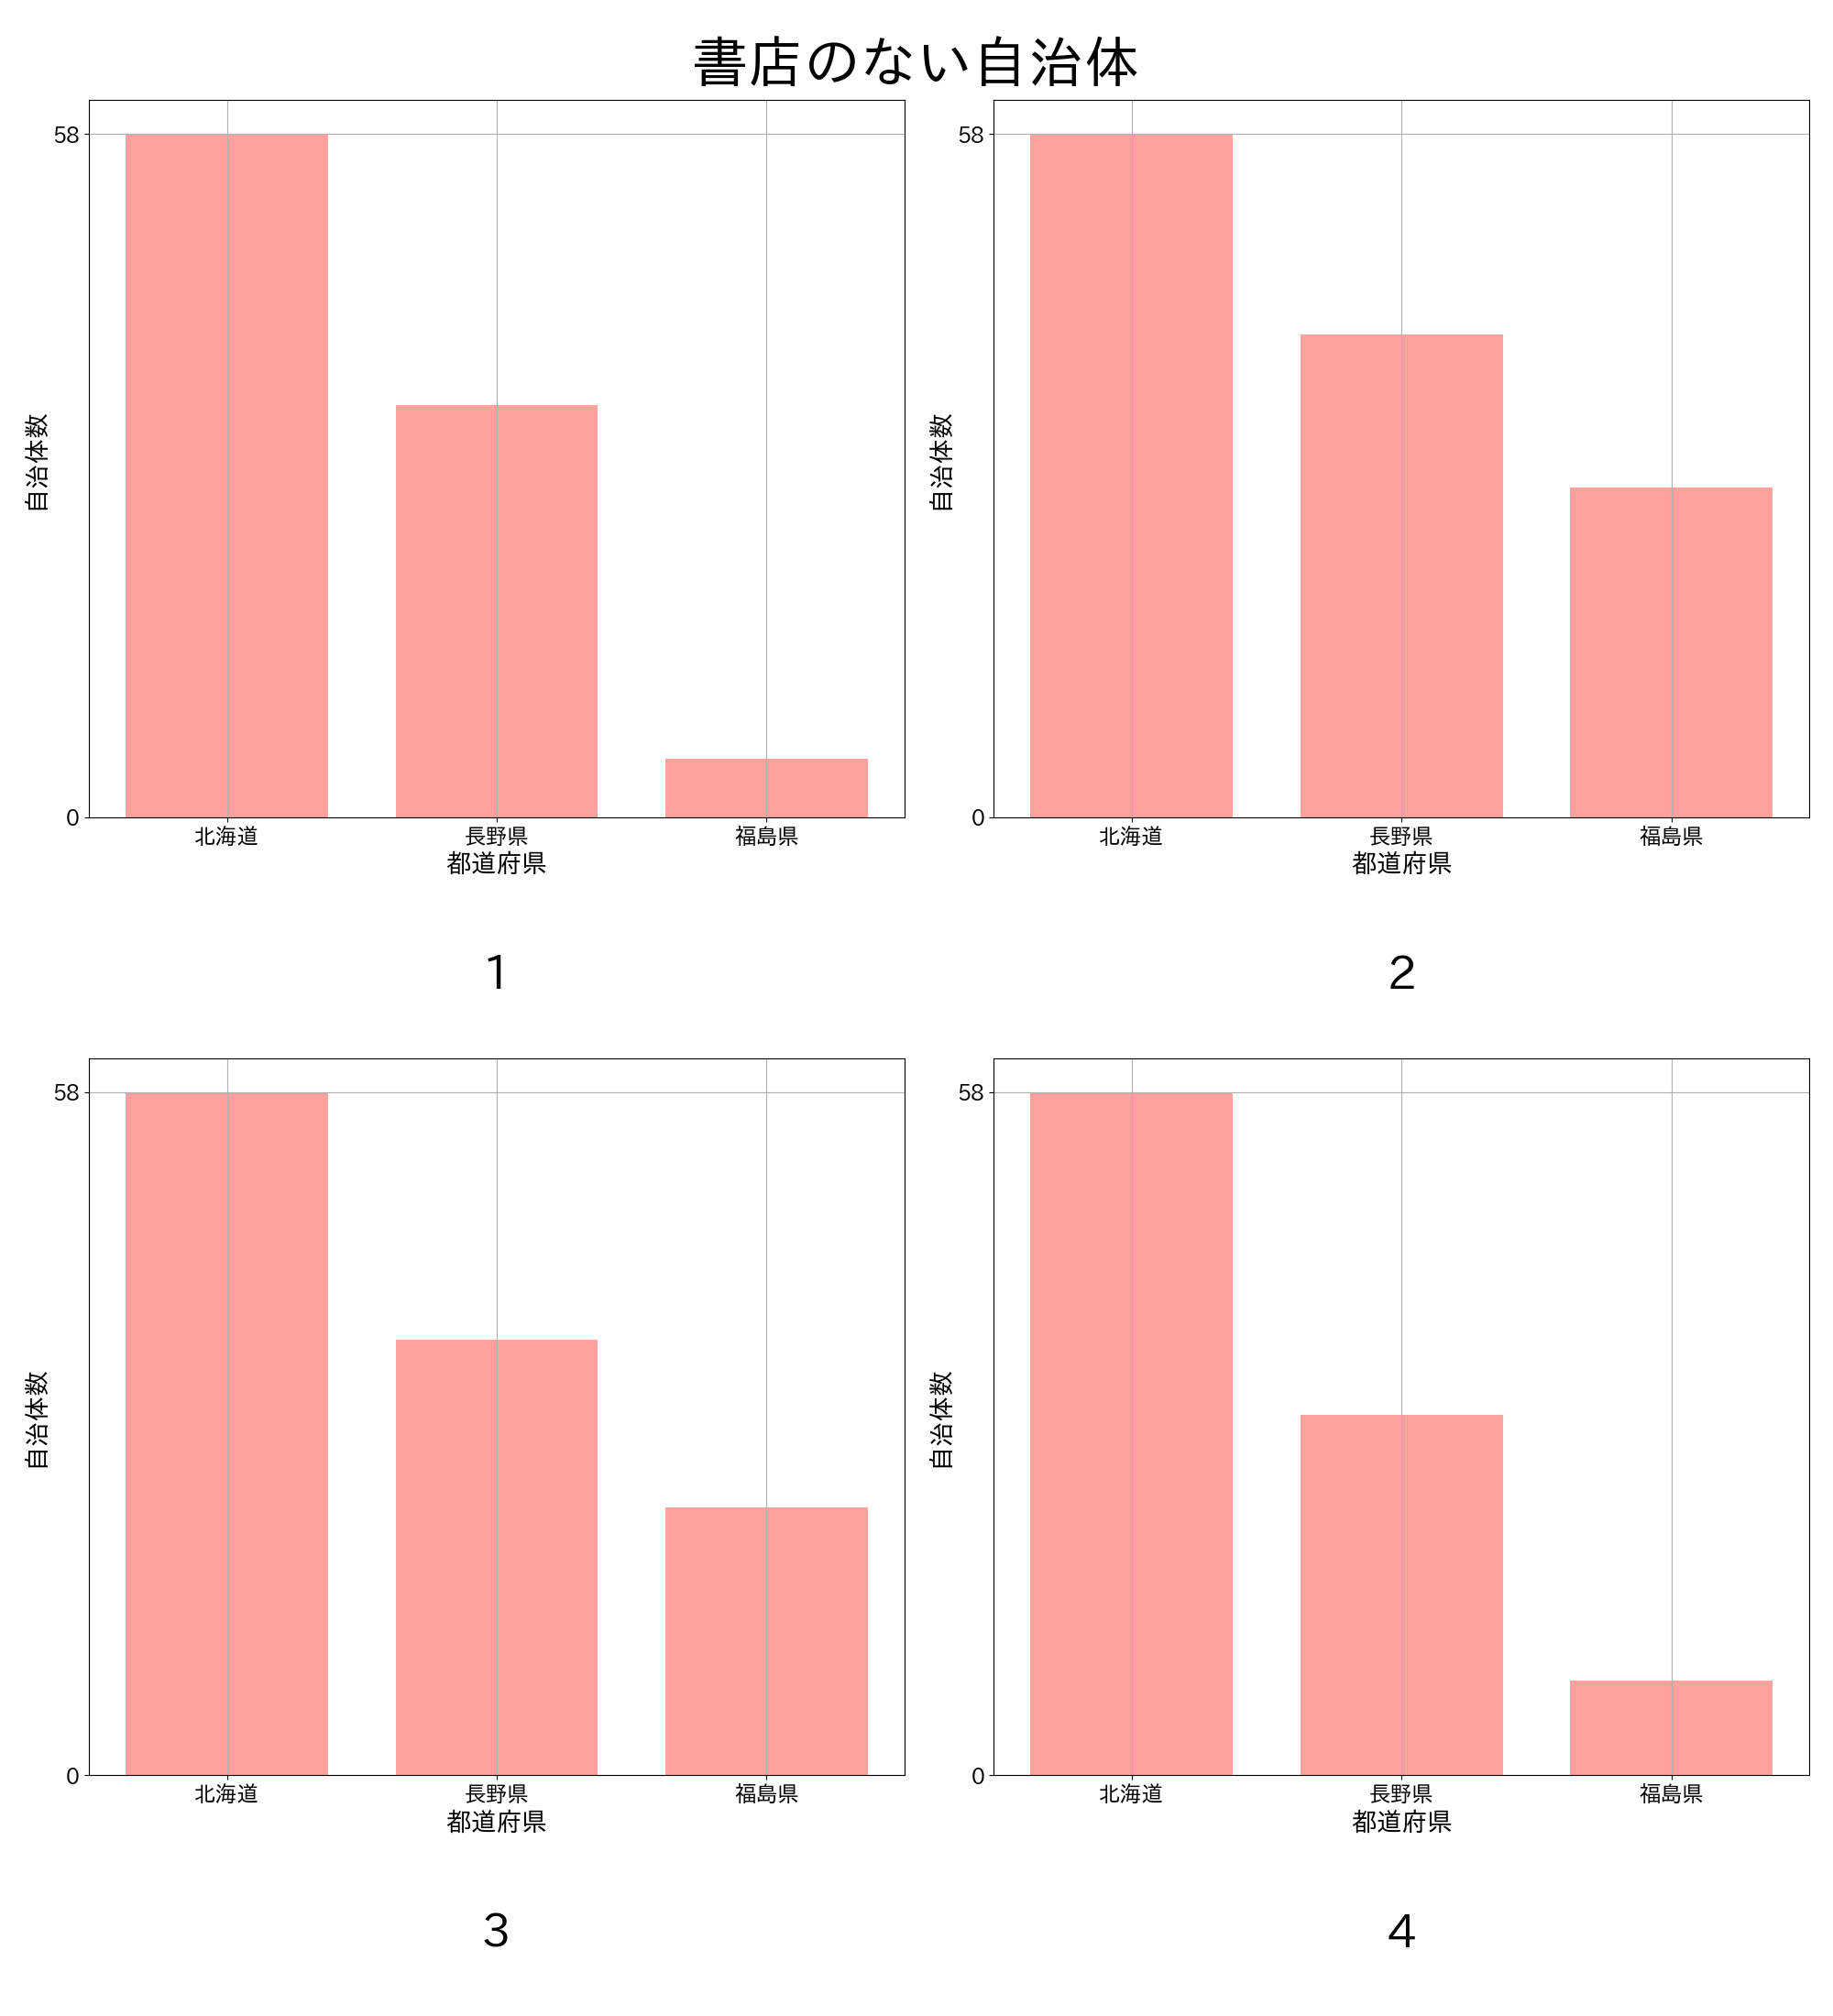 書店のない自治体
58
0
自治体数
北海道 長野県 福島県
都道府県
1
58
0
自治体数
北海道 長野県 福島県
都道府県
2
58
0
自治体数
北海道 長野県 福島県
都道府県
3
58
0
自治体数
北海道 長野県 福島県
都道府県
4